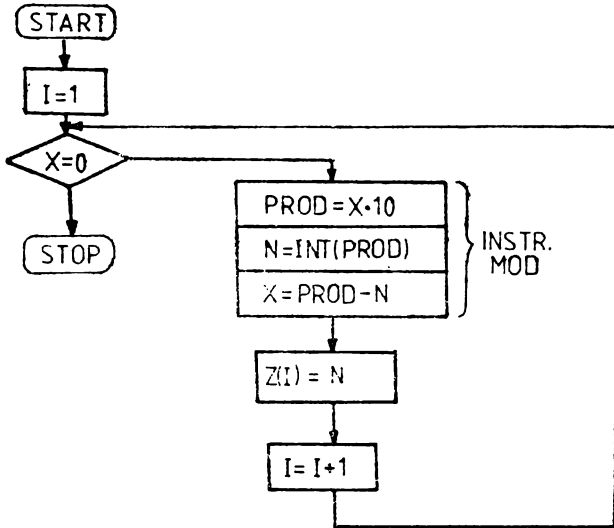 START
I=1
X=0
STOP
PROD=X·10
N=INT(PROD)
X=PROD-N
INSTR.
MOD
Z(I)= N
I= I+1